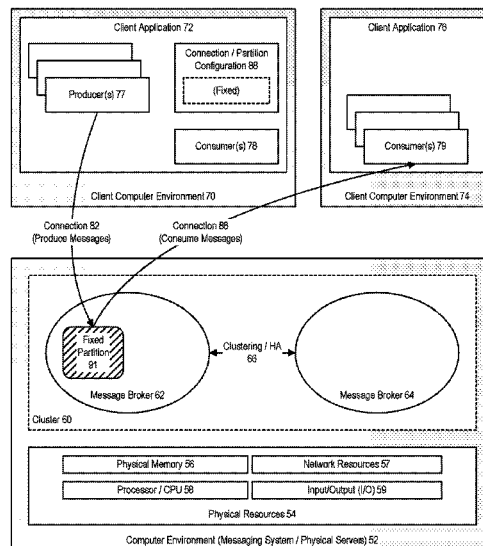 Client Application 72
Producer(s) 77
Connection / Partition
Configuration 88
(Fixed)
Consumer(s) 78
Client Computer Environment 70
Client Application 76
Consumer(s) 79
Client Computer Environment 74
Connection 82
(Produce Messages)
Connection 86
(Consume Messages)
Fixed
Partition
91
Message Broker 62
Clustering / HA
66
Message Broker 64
Cluster 60
Physical Memory 56
Network Resources 57
Processor / CPU 58
Input/Output (I/O) 59
Physical Resources 54
Computer Environment (Messaging System / Physical Servers) 52